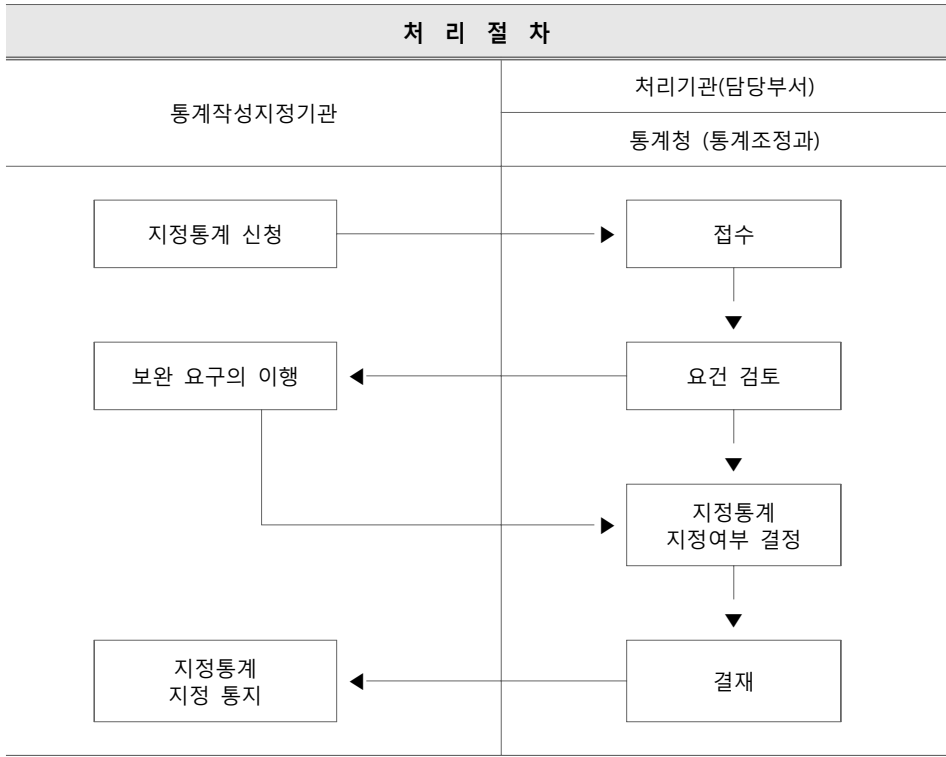 처 리 절 차
통계작성지정기관
처리기관(담당부서)
통계청 (통계조정과)
지정통계 신청
접수
보완 요구의 이행
요건 검토
지정통계
지정여부 결정
지정통계
지정 통지
결재